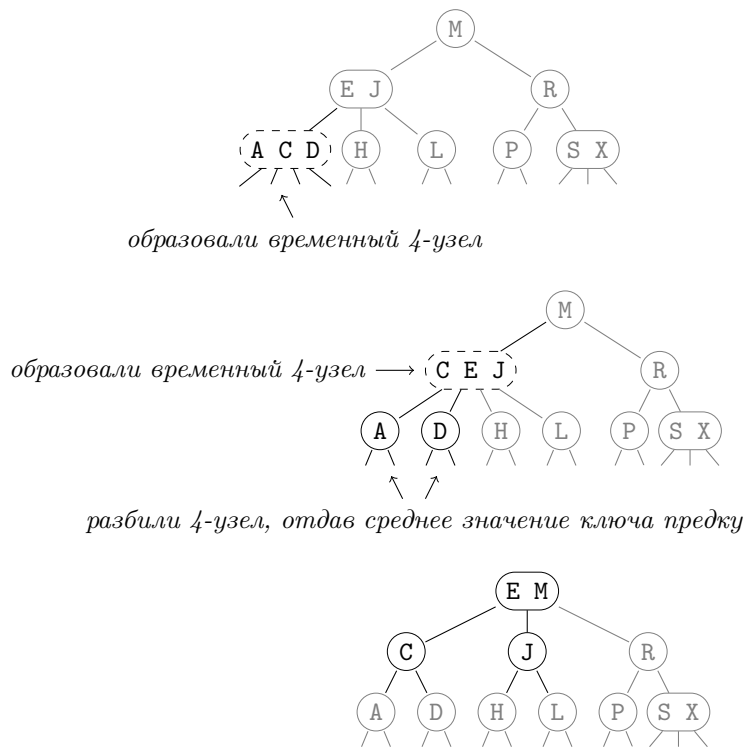 M
E J R
A C D H L P S X
образовали временный 4-узел
M
образовали временный 4-узел C E J R
A D H L P S X
разбили 4-узел, отдав среднее значение ключа предку
E M
C J R
A D H L P S X